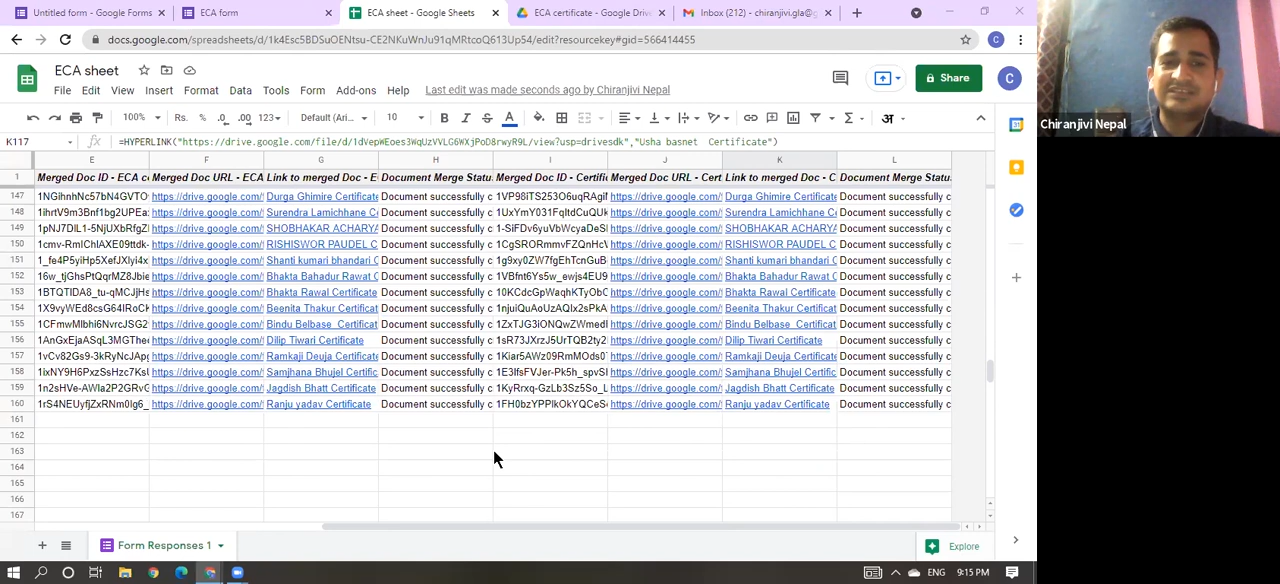 Untitled form - Google Forms
ECA form
ECA sheet - Google Sheets
ECA certificate - Google Drive
Inbox (212) - chiranjivi.gla@g
docs.google.com/spreadsheets/d/1k4Esc5BDSuOENtsu-CE2NKuWnJu91qMRtcoQ613Up54/edit?resourcekey#gid=566414455
C
ECA sheet
Share
C
File Edit View Insert Format Data Tools Form Add-ons Help Last edit was made seconds ago by Chiranjivi Nepal
100% Rs. % .0 .00 123 Default (Ari... 10 B I S A
K117 fx =HYPERLINK("https://drive.google.com/file/d/1dVepWEoes3WqUzVVLG6WXjPoD8rwyR9L/view?usp=drivesdk","Usha basnet Certificate")
E F G H I J K L
1 Merged Doc ID - ECA c Merged Doc URL - ECA Link to merged Doc - E Document Merge Statu Merged Doc ID - Certifi Merged Doc URL - Cert Link to merged Doc - C Document Merge Statu
147 1NGihnhNc57bN4GVTO https://drive.google.com/ Durga Ghimire Certificate Document successfully c 1VP98iTS253O6uqRAgiI https://drive.google.com/ Durga Ghimire Certificate Document successfully c
148 1ihrtV9m3Bnf1bg2UPEa https://drive.google.com/ Surendra Lamichhane Ce Document successfully c 1UxYmY031FqltdCuQUk https://drive.google.com/ Surendra Lamichhane C Document successfully c
149 1pNJ7DlL1-5NjUXbRfgZ https://drive.google.com/ SHOBHAKAR ACHARYA Document successfully c 1-SiFDv6yuVbWcyaDeS https://drive.google.com/ SHOBHAKAR ACHARYA Document successfully c
150 1cmv-RmIChlAXE09ttdk- https://drive.google.com/ RISHISWOR PAUDEL C Document successfully c 1CgSRORmmvFZQnHcV https://drive.google.com/ RISHISWOR PAUDEL C Document successfully c
151 1_fe4P5yiHp5XefJXlyi4x https://drive.google.com/ Shanti kumari bhandari C Document successfully c 1g9xy0ZW7fgEhTcnGuB https://drive.google.com/ Shanti kumari bhandari C Document successfully c
152 16w_tjGhsPtQqrMZ8Jbie https://drive.google.com/ Bhakta Bahadur Rawat C Document successfully c 1VBfnt6Ys5w_ewjs4EU9 https://drive.google.com/ Bhakta Bahadur Rawat C Document successfully c
153 1BTQTIDA8_tu-qMCJjHs https://drive.google.com/ Bhakta Rawal Certificate Document successfully c 10KCdcGpWaqhKTyObC https://drive.google.com/ Bhakta Rawal Certificate Document successfully c
154 1X9vyWEd8csG64IRoCK https://drive.google.com/ Beenita Thakur Certificat Document successfully c 1njuiQuAoUzAQIx2sPkA https://drive.google.com/ Beenita Thakur Certificat Document successfully c
155 1CFmwMlbhi6NvrcJSG2 https://drive.google.com/ Bindu Belbase Certificat Document successfully c 1ZxTJG3iONQwZWmedI https://drive.google.com/ Bindu Belbase Certificat Document successfully c
156 1AnGxEjaASqL3MGThe https://drive.google.com/ Dilip Tiwari Certificate Document successfully c 1sR73JXrzJ5UrTQB2ty2 https://drive.google.com/ Dilip Tiwari Certificate Document successfully c
157 1vCv82Gs9-3kRyNcJAp https://drive.google.com/ Ramkaji Deuja Certificate Document successfully c 1Kiar5AWz09RmMOds0 https://drive.google.com/ Ramkaji Deuja Certificate Document successfully c
158 1ixNY9H6PxzSsHzc7KsU https://drive.google.com/ Samjhana Bhujel Certific Document successfully c 1E3IfsFVJer-Pk5h_spvSI https://drive.google.com/ Samjhana Bhujel Certific Document successfully c
159 1n2sHVe-AWla2P2GRvG https://drive.google.com/ Jagdish Bhatt Certificate Document successfully c 1KyRrxq-GzLb3Sz5So_L https://drive.google.com/ Jagdish Bhatt Certificate Document successfully c
160 1rS4NEUyfjZxRNm0lg6_ https://drive.google.com/ Ranju yadav Certificate Document successfully c 1FH0bzYPPlkOkYQCeS https://drive.google.com/ Ranju yadav Certificate Document successfully c
161
162
163
164
165
166
167
Form Responses 1
Explore
ENG 9:15 PM
Chiranjivi Nepal